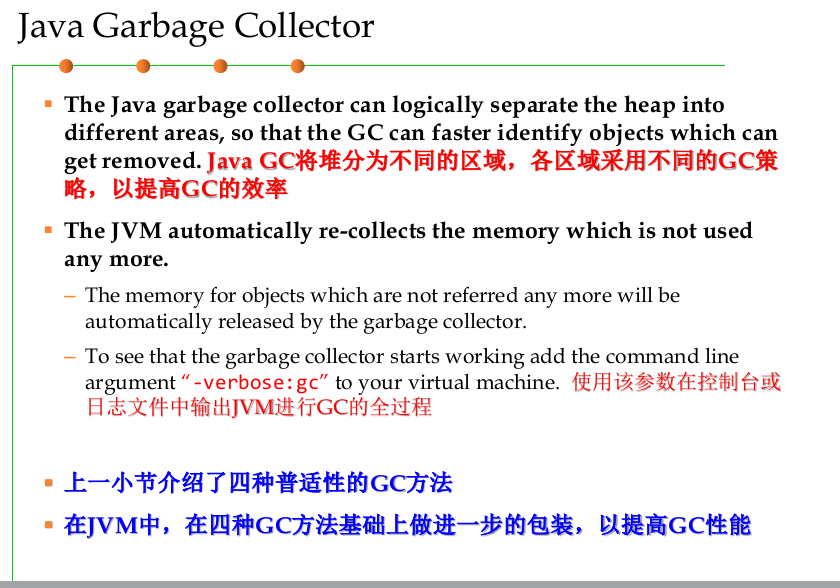 Java Garbage Collector
The Java garbage collector can logically separate the heap into
different areas, so that the GC can faster identify objects which can
get removed. Java GC将堆分为不同的区域，各区域采用不同的GC策
略，以提高GC的效率
The JVM automatically re-collects the memory which is not used
any more.
– The memory for objects which are not referred any more will be
automatically released by the garbage collector.
– To see that the garbage collector starts working add the command line
argument “-verbose:gc” to your virtual machine. 使用该参数在控制台或
日志文件中输出JVM进行GC的全过程
上一小节介绍了四种普适性的GC方法
在JVM中，在四种GC方法基础上做进一步的包装，以提高GC性能